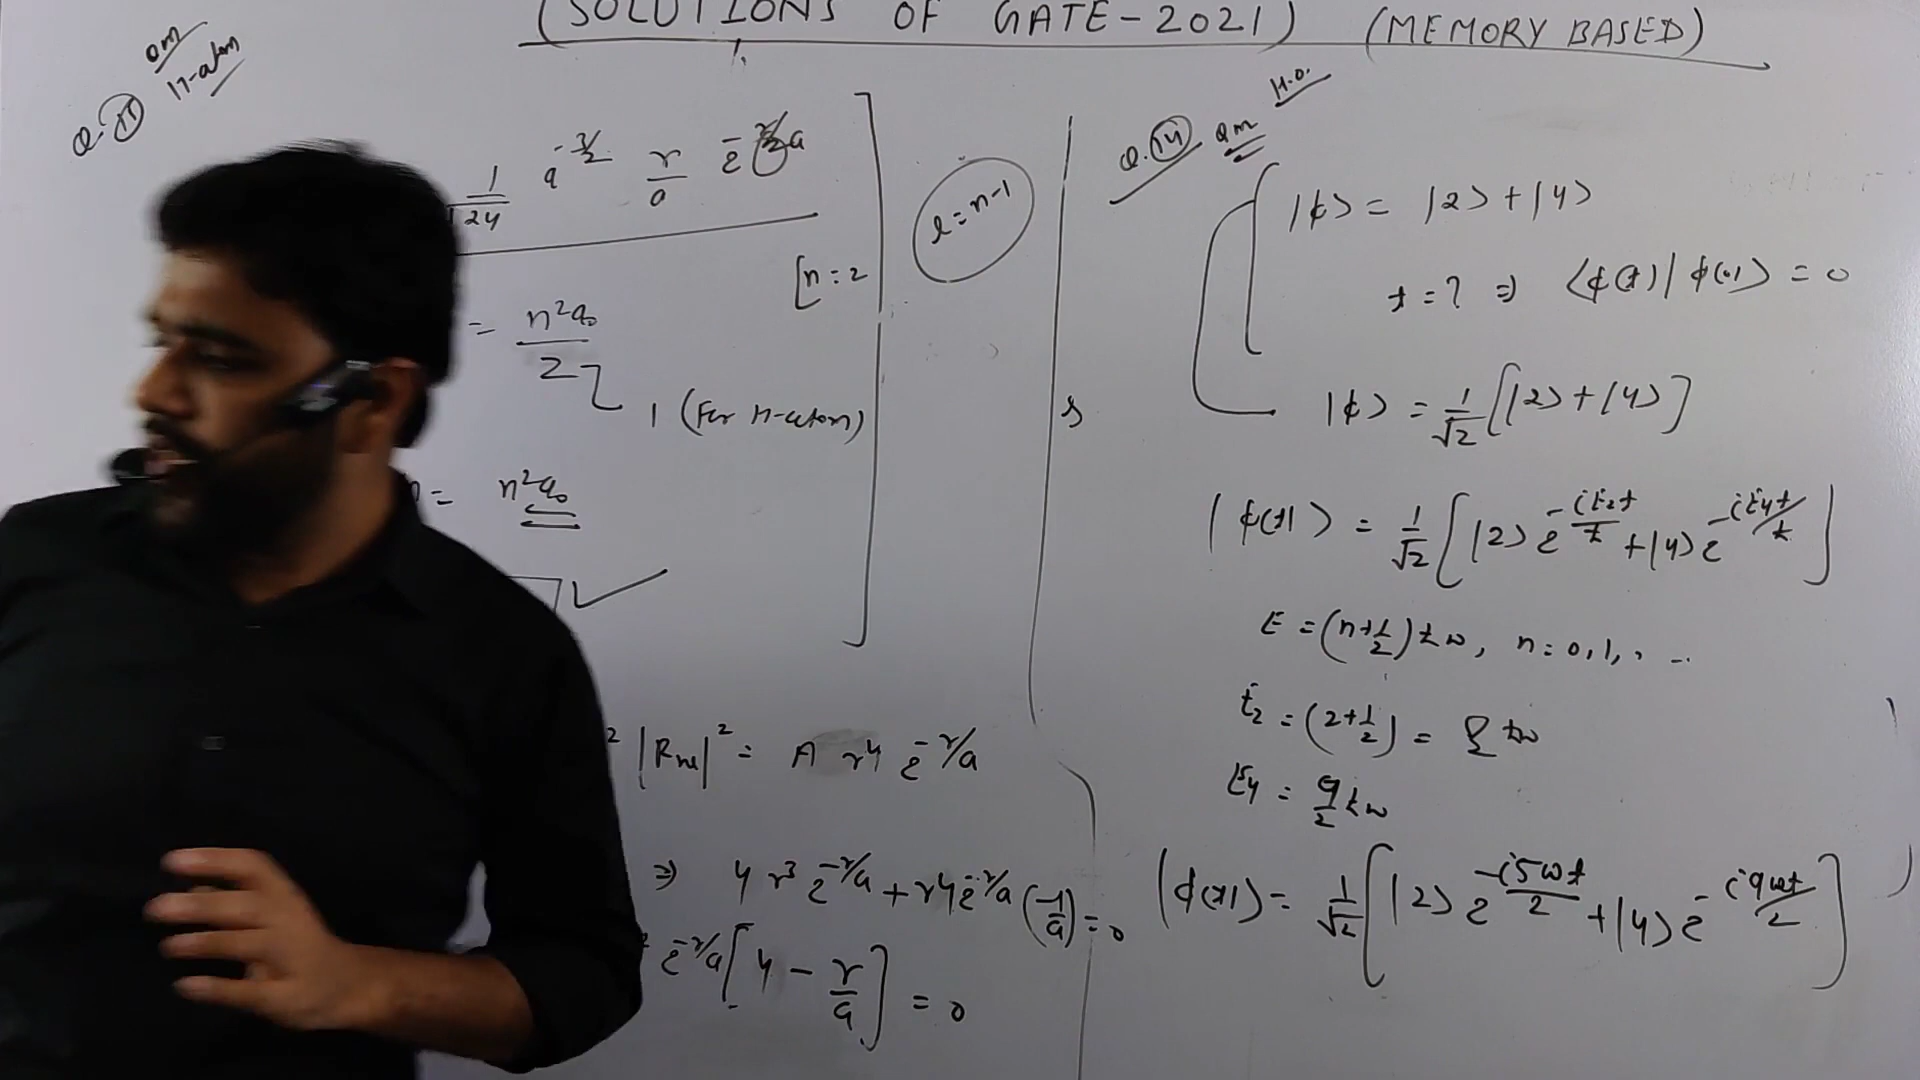 (SOLUTIONS OF GATE-2021) (MEMORY BASED)
Qm
H-atom
Q. 11
1/√24 a^-3/2 r/a e^-r/2a
[n = 2
l = n-1
= n²a₀/Z
1 (For H-atom)
= n²a₀
|Rnl|² = A r⁴ e^-r/a
⇒ 4r³ e^-r/a + r⁴ e^-r/a (-1/a) = 0
e^-r/a [4 - r/a] = 0
Q. 14 Qm H.O.
|ϕ> = |2> + |4>
t = ? ⇒ <ϕ(t)|ϕ(0)> = 0
|ϕ> = 1/√2 [|2> + |4>]
|ϕ(t)> = 1/√2 [|2> e^-iE₂t/ħ + |4> e^-iE₄t/ħ]
E = (n+1/2)ħω, n = 0, 1, , ...
E₂ = (2+1/2) = 5/2 ħω
E₄ = 9/2 ħω
|ϕ(t)> = 1/√2 [|2> e^-i5ωt/2 + |4> e^-i9ωt/2]